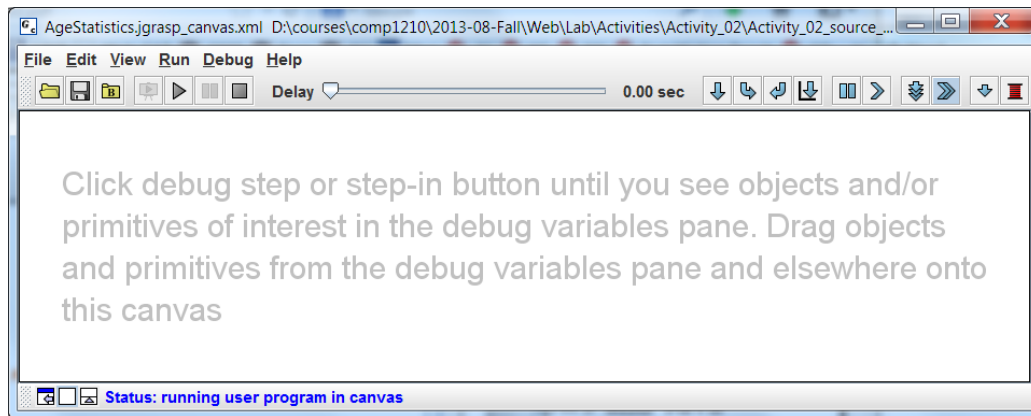 AgeStatistics.jgrasp_canvas.xml D:\courses\comp1210\2013-08-Fall\Web\Lab\Activities\Activity_02\Activity_02_source_...
File Edit View Run Debug Help
Delay 0.00 sec
Click debug step or step-in button until you see objects and/or
primitives of interest in the debug variables pane. Drag objects
and primitives from the debug variables pane and elsewhere onto
this canvas
Status: running user program in canvas